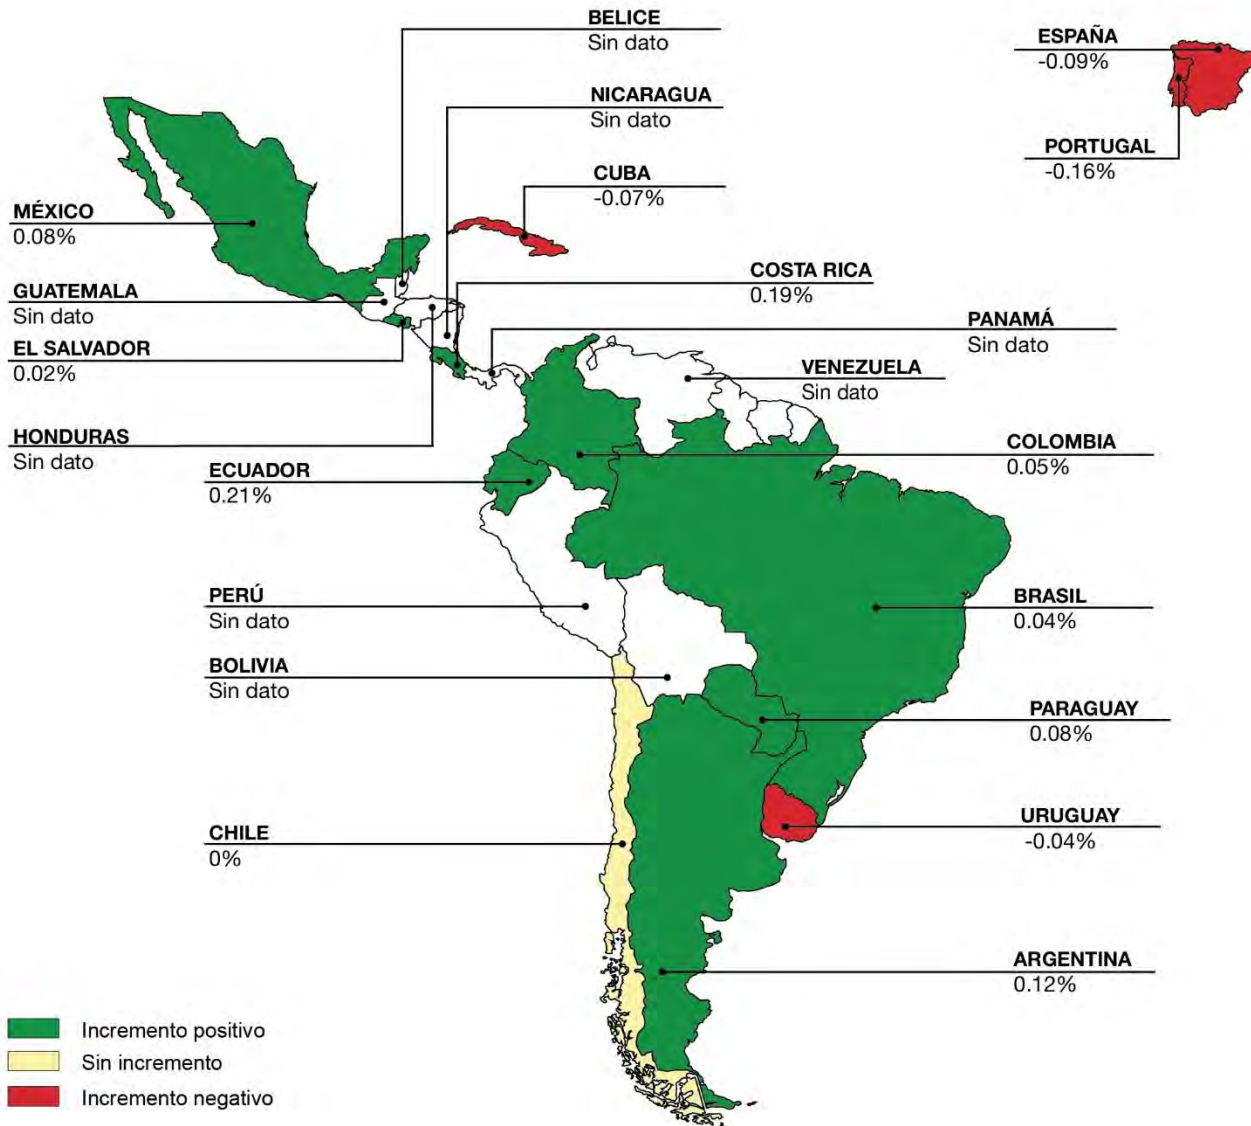 BELICE
Sin dato
ESPAÑA
-0.09%
NICARAGUA
Sin dato
PORTUGAL
-0.16%
CUBA
-0.07%
MÉXICO
0.08%
COSTA RICA
0.19%
GUATEMALA
Sin dato
PANAMÁ
Sin dato
EL SALVADOR
0.02%
VENEZUELA
Sin dato
HONDURAS
Sin dato
COLOMBIA
0.05%
ECUADOR
0.21%
PERÚ
Sin dato
BRASIL
0.04%
BOLIVIA
Sin dato
PARAGUAY
0.08%
URUGUAY
-0.04%
CHILE
0%
ARGENTINA
0.12%
Incremento positivo
Sin incremento
Incremento negativo